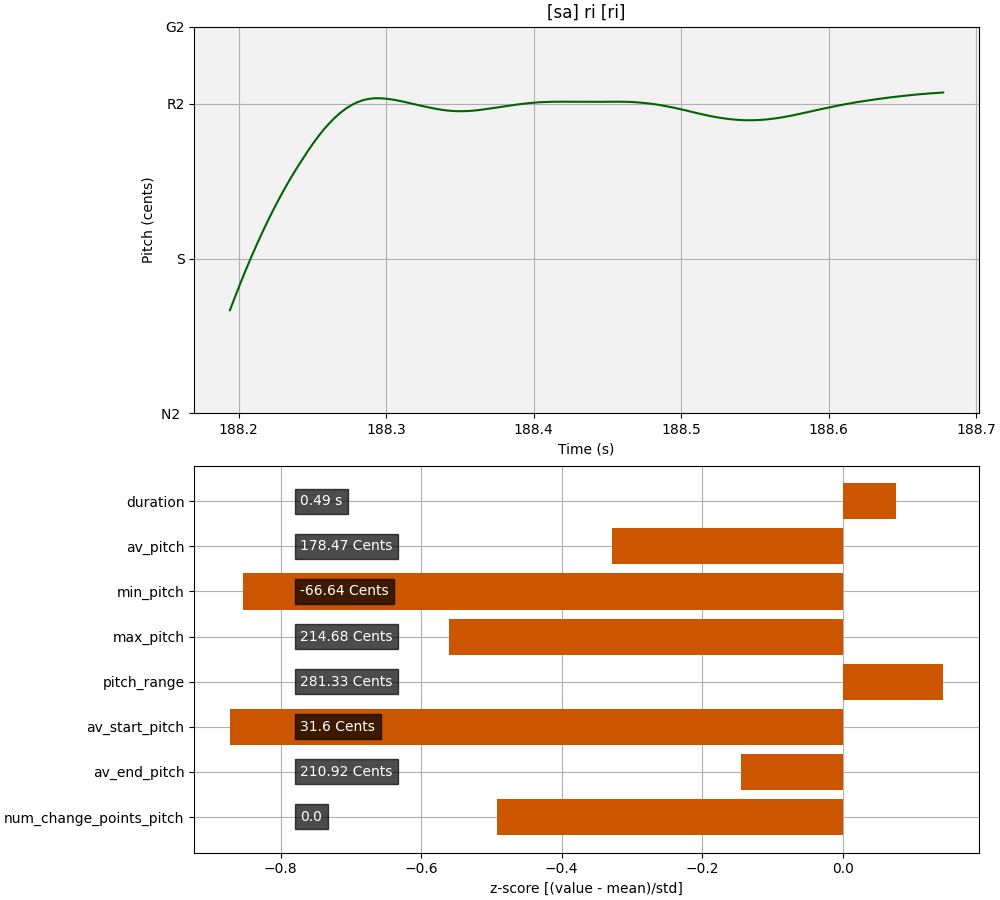 [sa] ri [ri]
G2
R2
S
N2
Pitch (cents)
188.2 188.3 188.4 188.5 188.6 188.7
Time (s)
duration 0.49 s
av_pitch 178.47 Cents
min_pitch -66.64 Cents
max_pitch 214.68 Cents
pitch_range 281.33 Cents
av_start_pitch 31.6 Cents
av_end_pitch 210.92 Cents
num_change_points_pitch 0.0
−0.8 −0.6 −0.4 −0.2 0.0
z-score [(value - mean)/std]